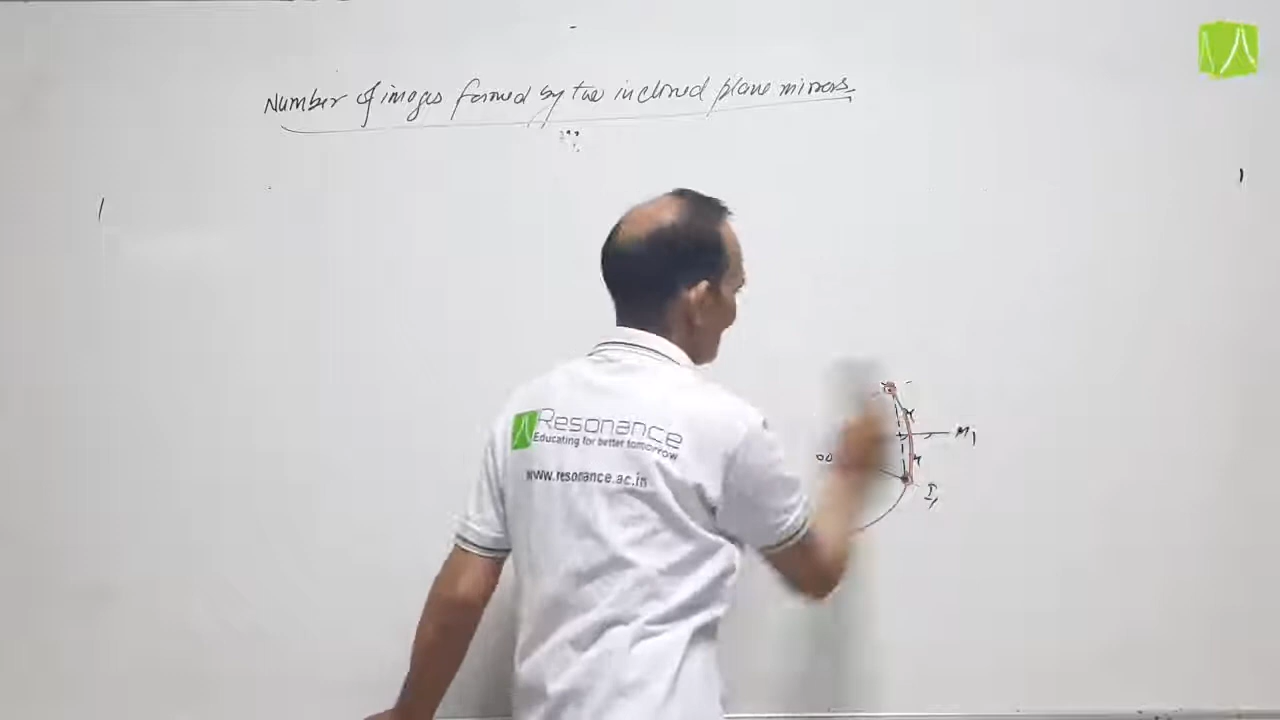 Number of images formed by two inclined plane mirrors
M1
I1
Resonance
Educating for better tomorrow
www.resonance.ac.in